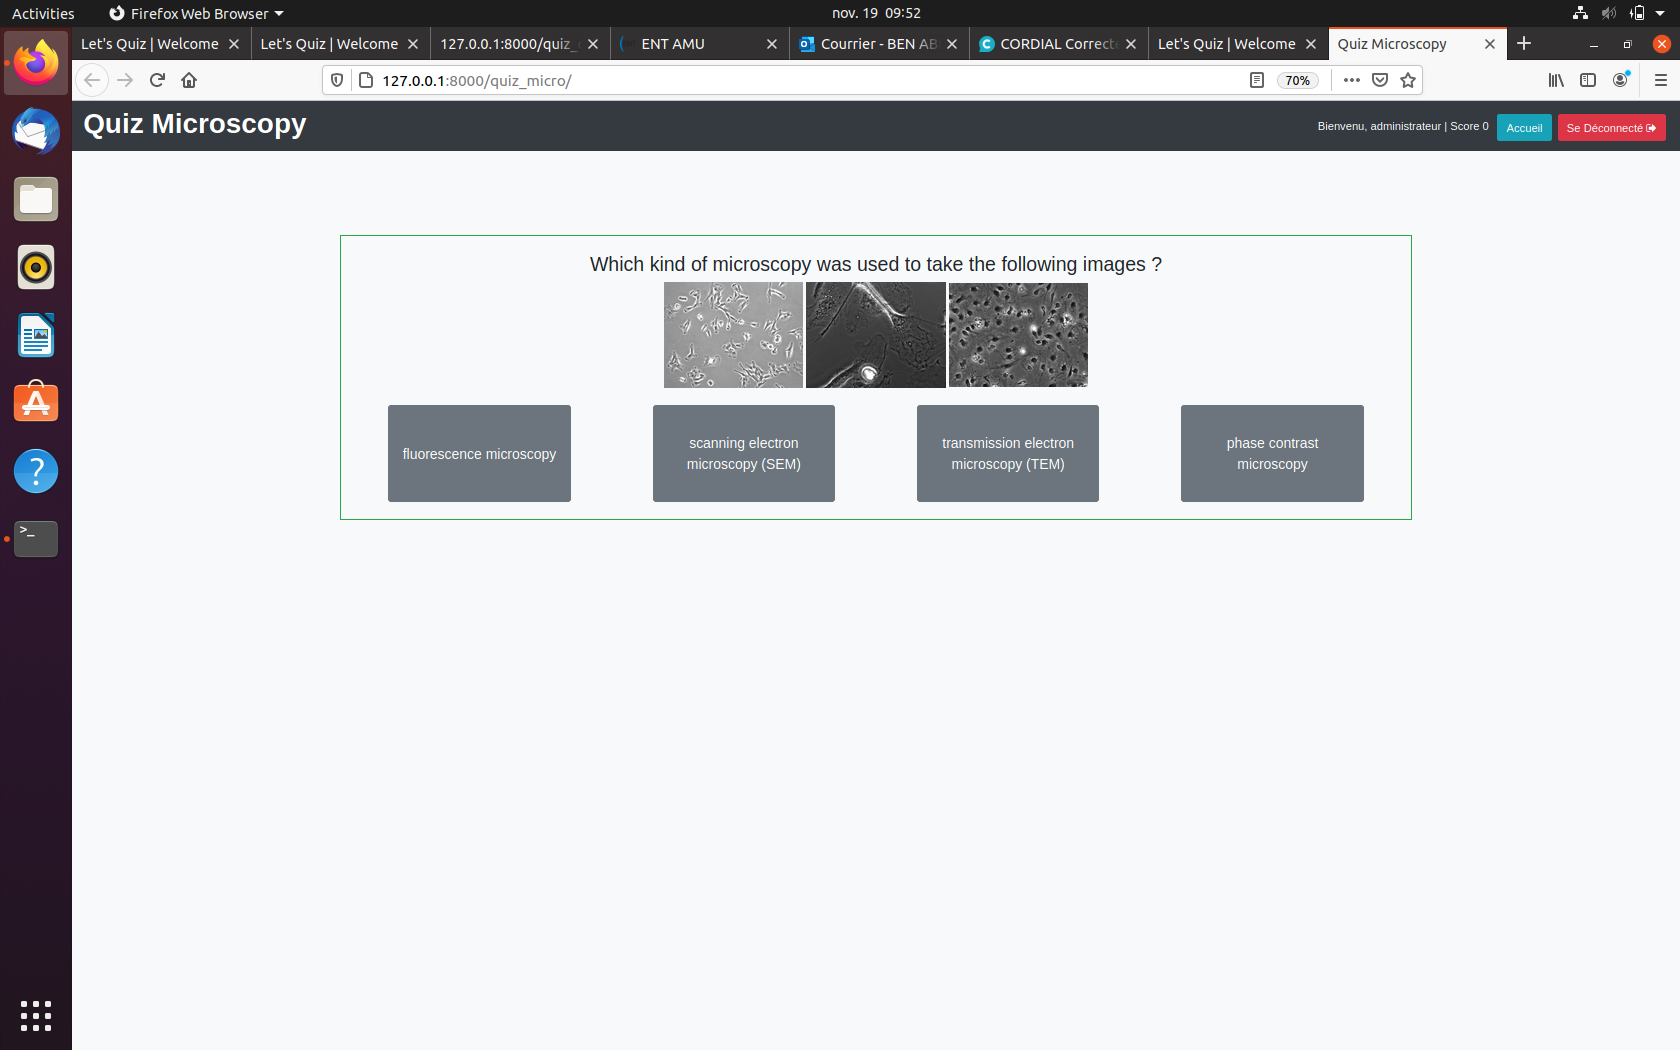 Activities
Firefox Web Browser
nov. 19 09:52
Let's Quiz | Welcome
Let's Quiz | Welcome
127.0.0.1:8000/quiz_
ENT AMU
Courrier - BEN AB
CORDIAL Correcte
Let's Quiz | Welcome
Quiz Microscopy
127.0.0.1:8000/quiz_micro/
70%
Quiz Microscopy
Bienvenu, administrateur | Score 0
Accueil
Se Déconnecté
Which kind of microscopy was used to take the following images ?
fluorescence microscopy
scanning electron
microscopy (SEM)
transmission electron
microscopy (TEM)
phase contrast
microscopy